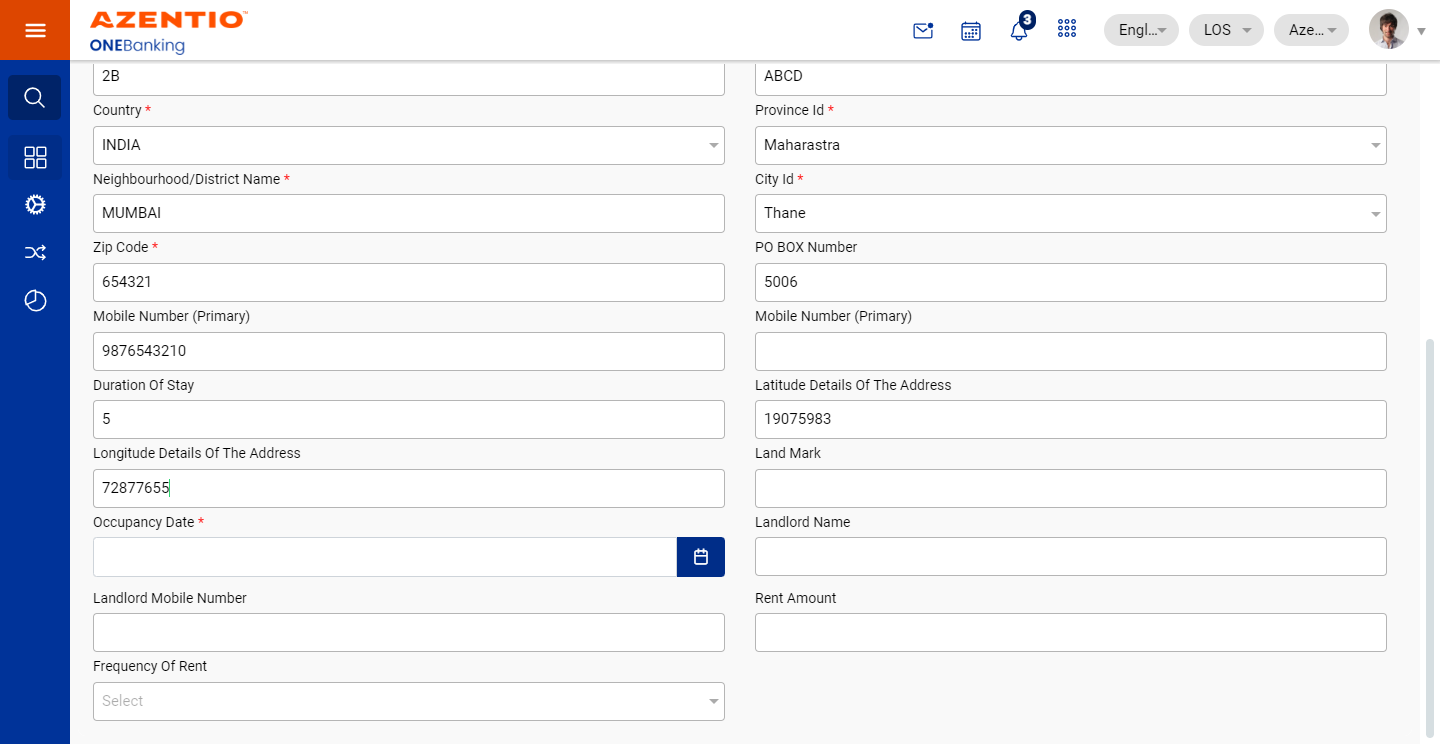 AZENTIO™
ONEBanking
3
Engl...
LOS
Aze...
2B
ABCD
Country *
Province Id *
INDIA
Maharastra
Neighbourhood/District Name *
City Id *
MUMBAI
Thane
Zip Code *
PO BOX Number
654321
5006
Mobile Number (Primary)
Mobile Number (Primary)
9876543210
Duration Of Stay
Latitude Details Of The Address
5
19075983
Longitude Details Of The Address
Land Mark
72877655
Occupancy Date *
Landlord Name
Landlord Mobile Number
Rent Amount
Frequency Of Rent
Select